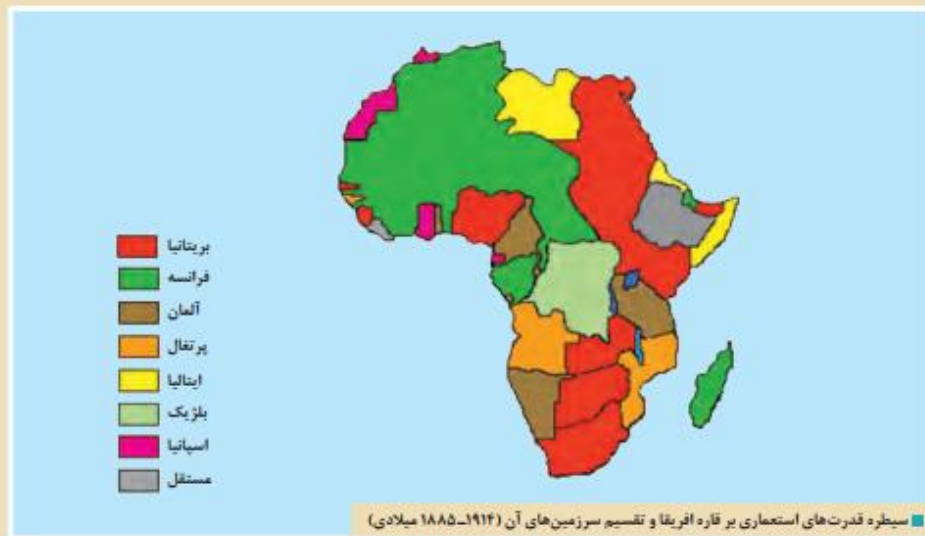 بریتانیا
فرانسه
آلمان
پرتغال
ایتالیا
بلژیک
اسپانیا
مستقل
سیطره قدرت‌های استعماری بر قاره افریقا و تقسیم سرزمین‌های آن (۱۹۱۴ـ۱۸۸۵ میلادی)